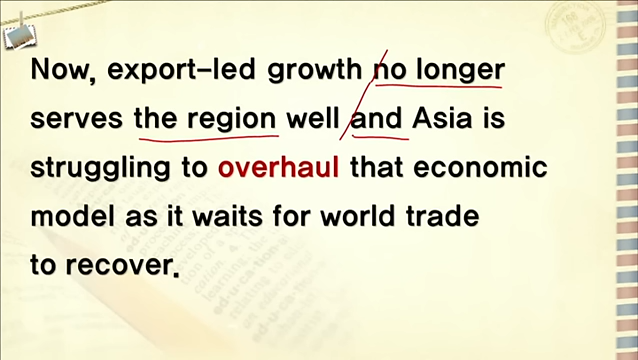 Now, export-led growth no longer
serves the region well and Asia is
struggling to overhaul that economic
model as it waits for world trade
to recover.